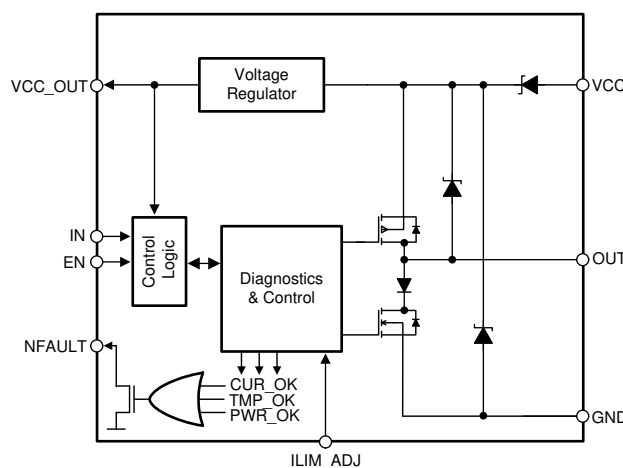 VCC_OUT
Voltage
Regulator
VCC
IN
EN
Control
Logic
Diagnostics
& Control
OUT
NFAULT
CUR_OK
TMP_OK
PWR_OK
GND
ILIM_ADJ